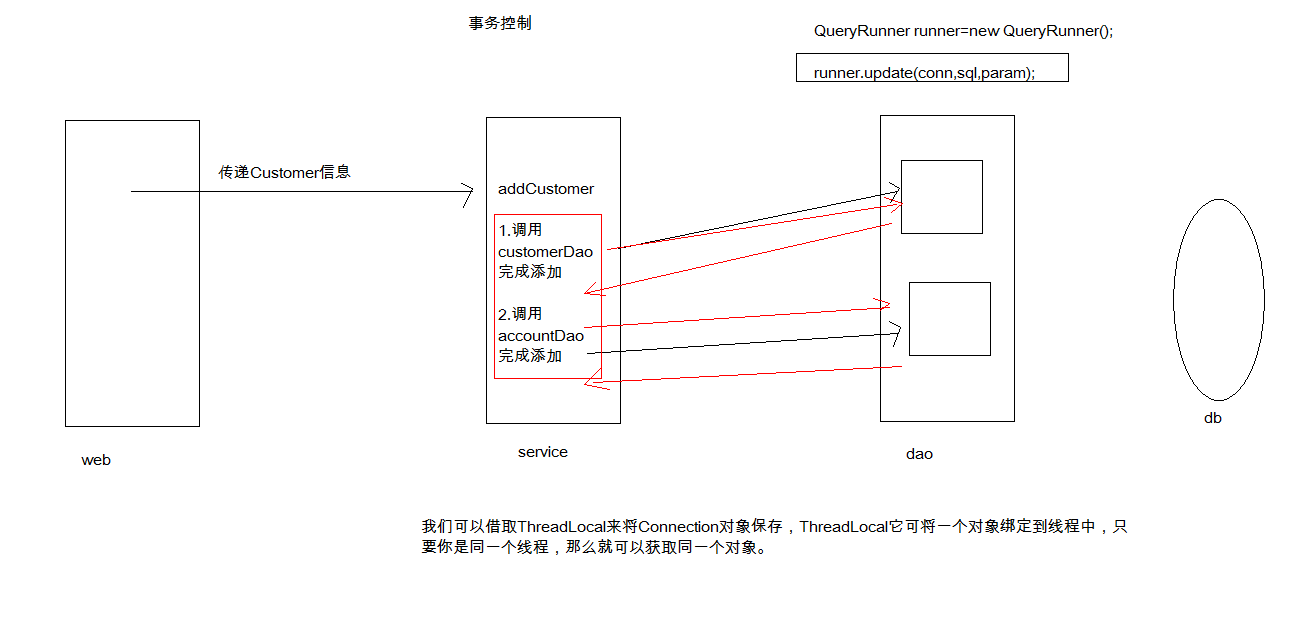 事务控制
QueryRunner runner=new QueryRunner();
runner.update(conn,sql,param);
传递Customer信息
addCustomer
1.调用
customerDao
完成添加
2.调用
accountDao
完成添加
web
service
dao
db
我们可以借取ThreadLocal来将Connection对象保存，ThreadLocal它可将一个对象绑定到线程中，只
要你是同一个线程，那么就可以获取同一个对象。